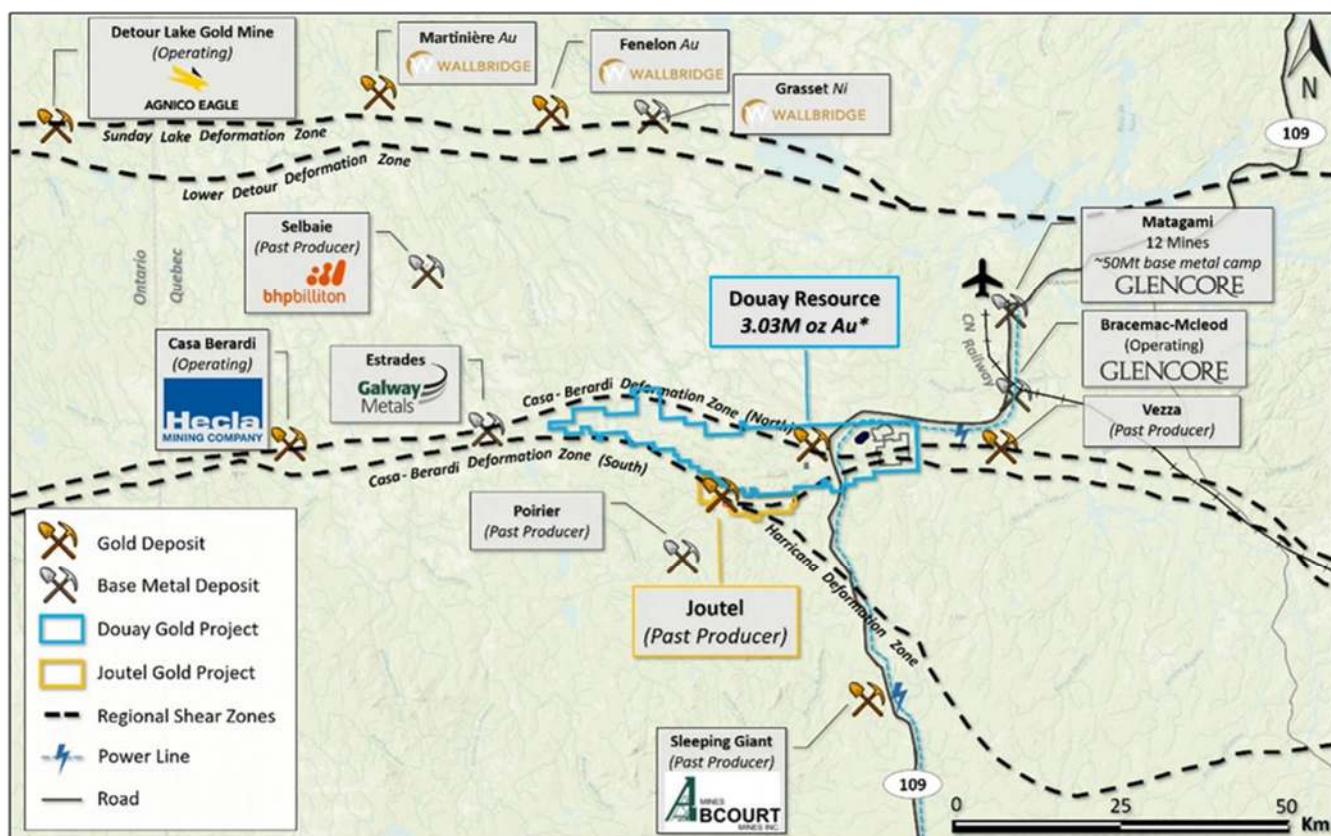 Detour Lake Gold Mine
(Operating)
AGNICO EAGLE
Martinière Au
WALLBRIDGE
Fenelon Au
WALLBRIDGE
Grasset Ni
WALLBRIDGE
N
109
Sunday Lake Deformation Zone
Lower Detour Deformation Zone
Ontario
Quebec
Selbaie
(Past Producer)
bhpbilliton
Matagami
12 Mines
~50Mt base metal camp
GLENCORE
Douay Resource
3.03M oz Au*
CN Railway
Bracemac-Mcleod
(Operating)
GLENCORE
Casa Berardi
(Operating)
Hecla
MINING COMPANY
Estrades
Galway
Metals
Vezza
(Past Producer)
Casa - Berardi Deformation Zone (North)
Casa-Berardi Deformation Zone (South)
Poirier
(Past Producer)
Harricana Deformation Zone
Joutel
(Past Producer)
Gold Deposit
Base Metal Deposit
Douay Gold Project
Joutel Gold Project
Regional Shear Zones
Power Line
Road
Sleeping Giant
(Past Producer)
MINES
ABCOURT
MINES INC.
109
0 25 50
Km